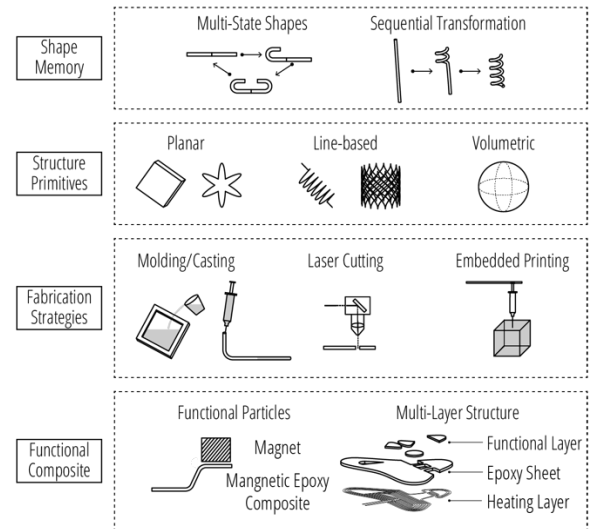 Shape
Memory
Multi-State Shapes
Sequential Transformation
Structure
Primitives
Planar
Line-based
Volumetric
Fabrication
Strategies
Molding/Casting
Laser Cutting
Embedded Printing
Functional
Composite
Functional Particles
Magnet
Mangnetic Epoxy
Composite
Multi-Layer Structure
Functional Layer
Epoxy Sheet
Heating Layer